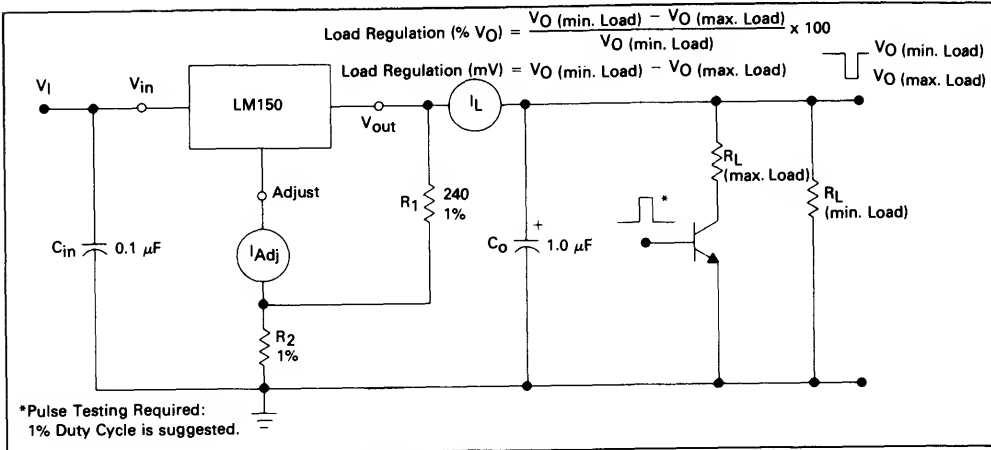 Load Regulation (% VO) = VO (min. Load) − VO (max. Load) / VO (min. Load) x 100
Load Regulation (mV) = VO (min. Load) − VO (max. Load)
VO (min. Load)
VO (max. Load)
VI
Vin
LM150
Vout
IL
Adjust
R1
240
1%
RL
(max. Load)
RL
(min. Load)
*
Cin
0.1 μF
IAdj
+
Co
1.0 μF
R2
1%
*Pulse Testing Required:
1% Duty Cycle is suggested.